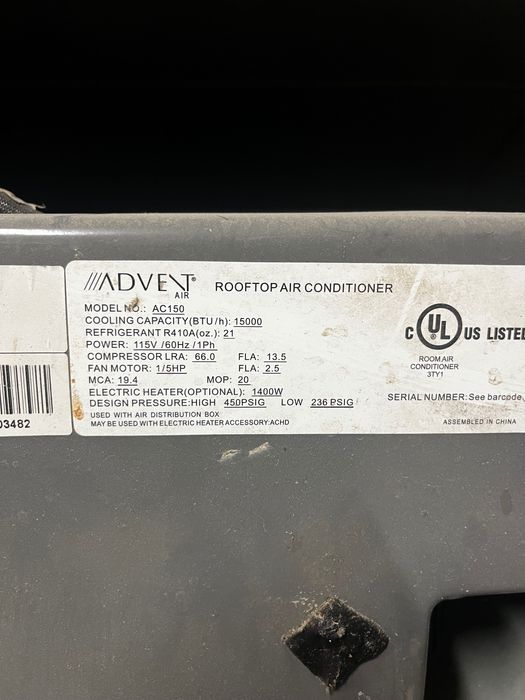 ///ADVENT®
AIR
ROOFTOP AIR CONDITIONER
MODEL NO.: AC150
COOLING CAPACITY(BTU/h): 15000
REFRIGERANT R410A(oz.): 21
POWER: 115V /60Hz /1Ph
COMPRESSOR LRA: 66.0 FLA: 13.5
FAN MOTOR: 1/5HP FLA: 2.5
MCA: 19.4 MOP: 20
ELECTRIC HEATER(OPTIONAL): 1400W
DESIGN PRESSURE:HIGH 450PSIG LOW 236 PSIG
USED WITH AIR DISTRIBUTION BOX
MAY BE USED WITH ELECTRIC HEATER ACCESSORY:ACHD
C UL® US LISTED
ROOM AIR
CONDITIONER
3TY1
SERIAL NUMBER:See barcode
ASSEMBLED IN CHINA
03482